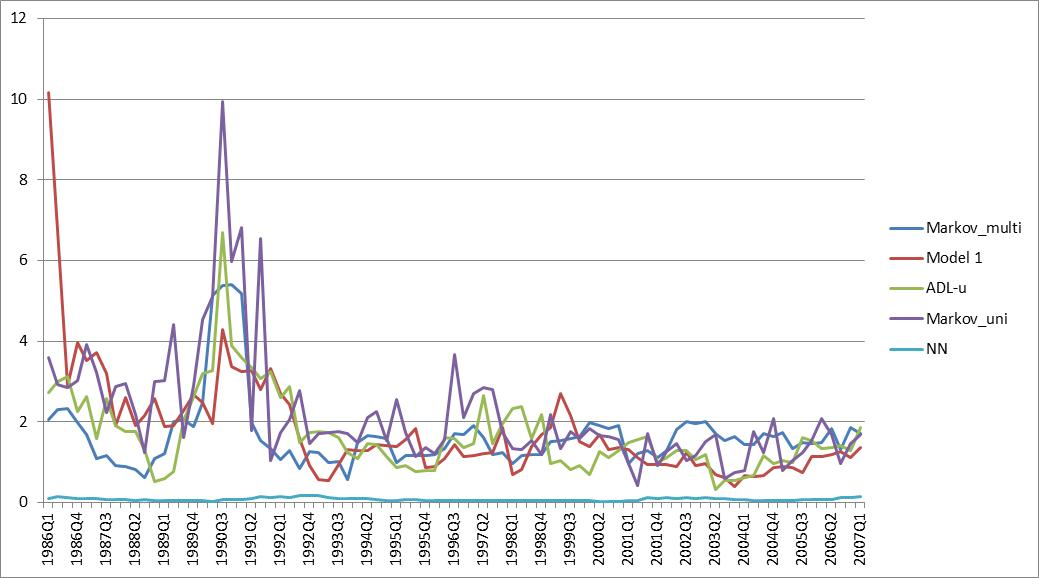 12
10
8
6
4
2
0
1986Q1
1986Q4
1987Q3
1988Q2
1989Q1
1989Q4
1990Q3
1991Q2
1992Q1
1992Q4
1993Q3
1994Q2
1995Q1
1995Q4
1996Q3
1997Q2
1998Q1
1998Q4
1999Q3
2000Q2
2001Q1
2001Q4
2002Q3
2003Q2
2004Q1
2004Q4
2005Q3
2006Q2
2007Q1
Markov_multi
Model 1
ADL-u
Markov_uni
NN